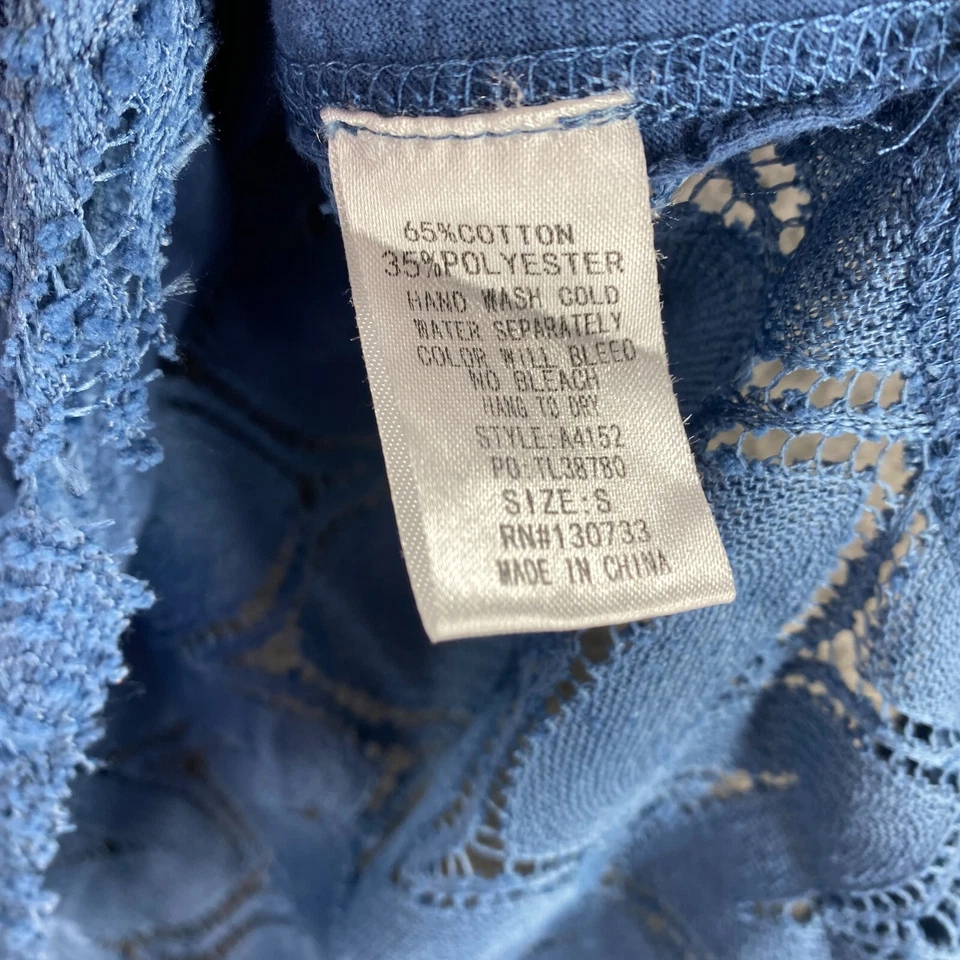 65%COTTON
35%POLYESTER
HAND WASH COLD
WATER SEPARATELY
COLOR WILL BLEED
NO BLEACH
HANG TO DRY
STYLE:A4152
PO:TL38780
SIZE:S
RN#130733
MADE IN CHINA